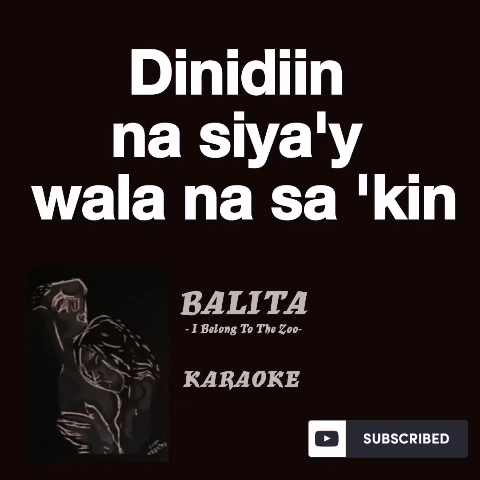 Dinidiin
na siya'y
wala na sa 'kin
BALITA
- I Belong To The Zoo-
KARAOKE
SUBSCRIBED